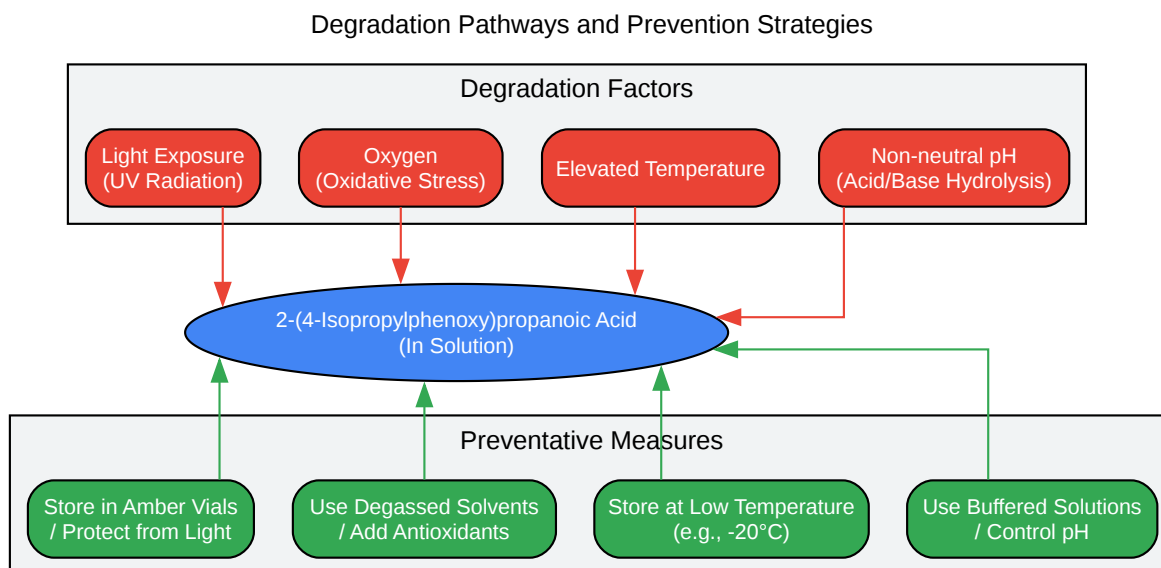 Degradation Pathways and Prevention Strategies
Degradation Factors
Light Exposure
(UV Radiation)
Oxygen
(Oxidative Stress)
Elevated Temperature
Non-neutral pH
(Acid/Base Hydrolysis)
2-(4-Isopropylphenoxy)propanoic Acid
(In Solution)
Preventative Measures
Store in Amber Vials
/ Protect from Light
Use Degassed Solvents
/ Add Antioxidants
Store at Low Temperature
(e.g., -20°C)
Use Buffered Solutions
/ Control pH